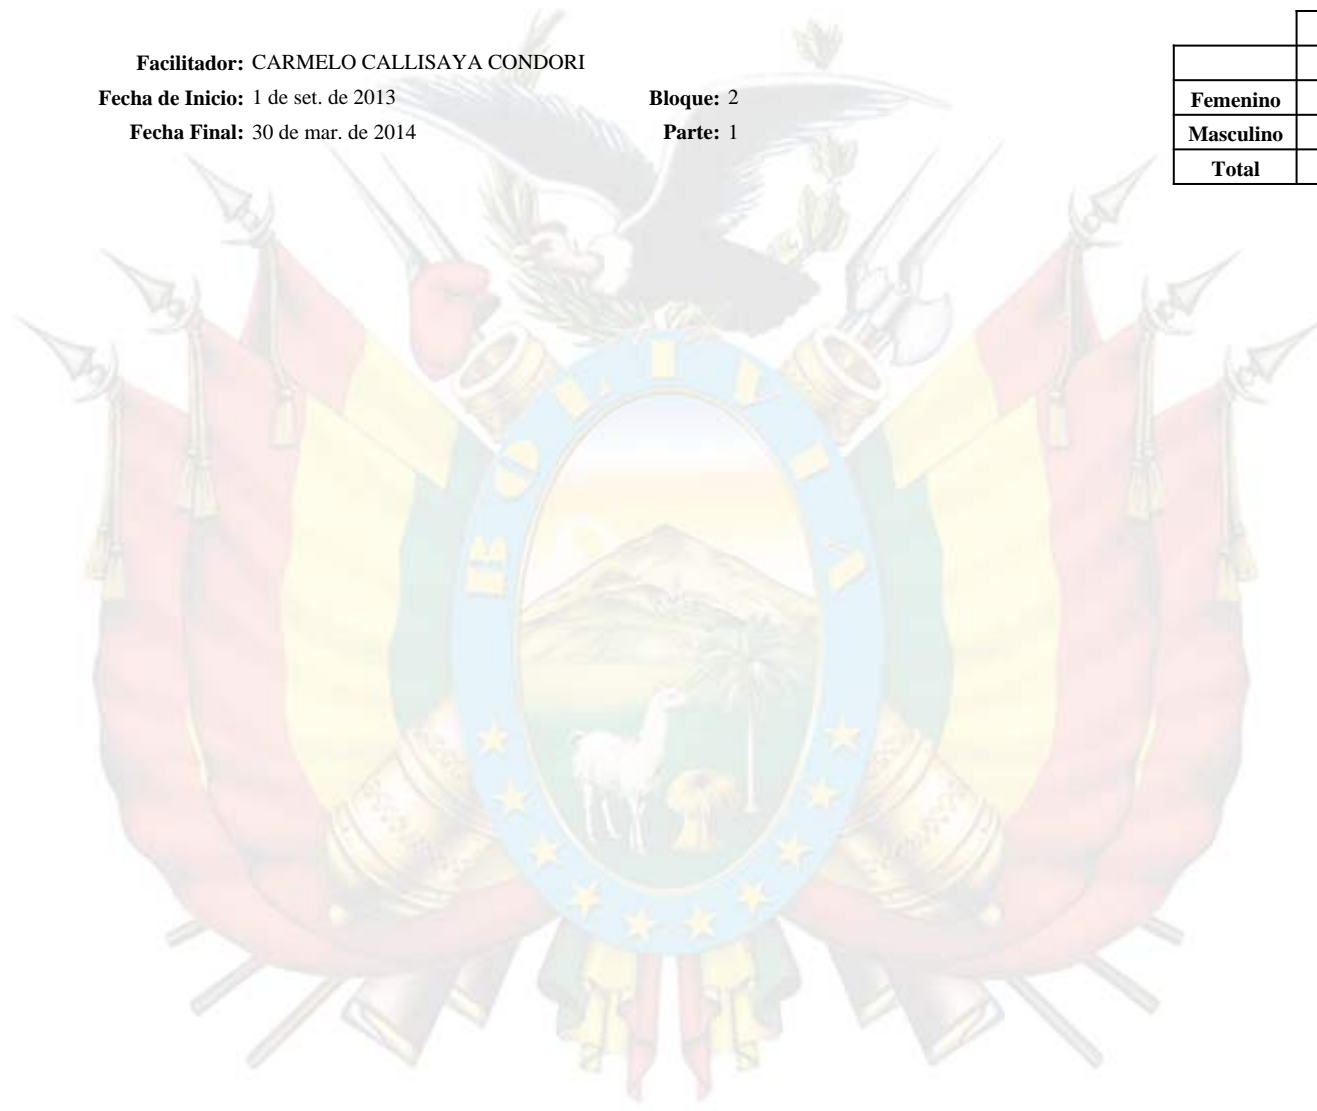 Facilitador: CARMELO CALLISAYA CONDORI
Fecha de Inicio: 1 de set. de 2013 Bloque: 2
Fecha Final: 30 de mar. de 2014 Parte: 1
Femenino
Masculino
Total
BOLIVIA